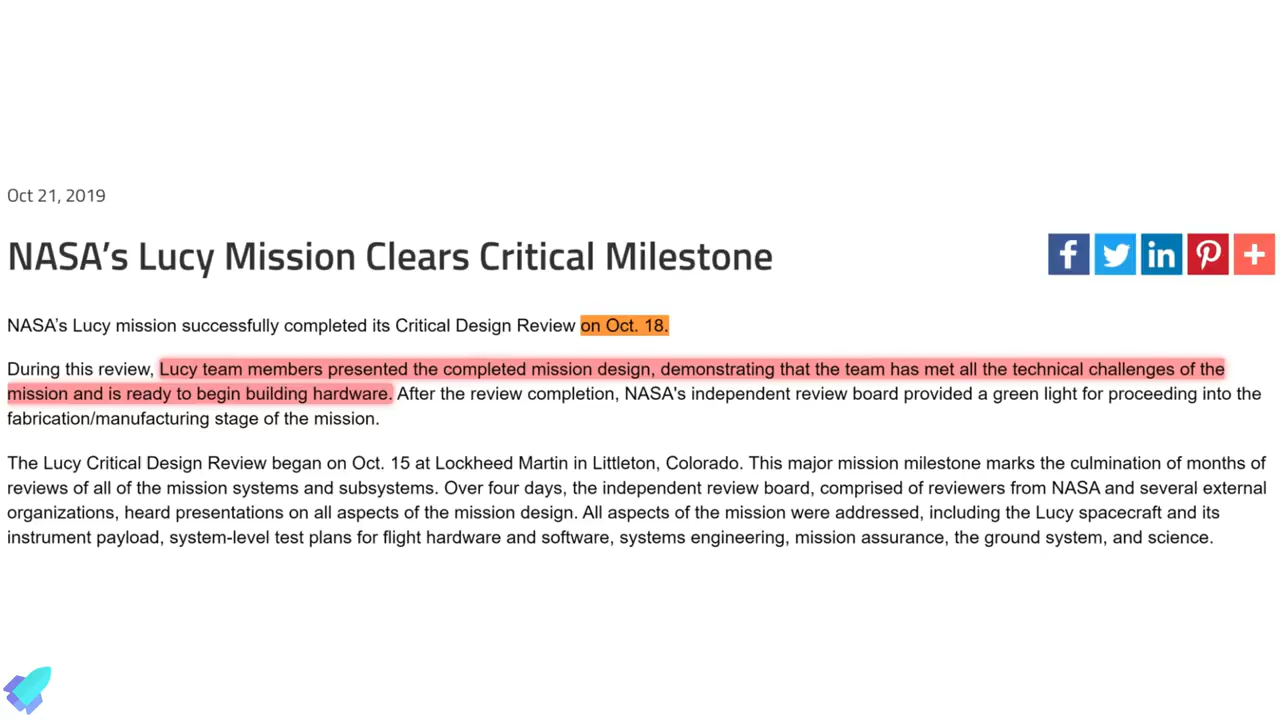 Oct 21, 2019
NASA’s Lucy Mission Clears Critical Milestone
NASA’s Lucy mission successfully completed its Critical Design Review on Oct. 18.
During this review, Lucy team members presented the completed mission design, demonstrating that the team has met all the technical challenges of the
mission and is ready to begin building hardware. After the review completion, NASA's independent review board provided a green light for proceeding into the
fabrication/manufacturing stage of the mission.
The Lucy Critical Design Review began on Oct. 15 at Lockheed Martin in Littleton, Colorado. This major mission milestone marks the culmination of months of
reviews of all of the mission systems and subsystems. Over four days, the independent review board, comprised of reviewers from NASA and several external
organizations, heard presentations on all aspects of the mission design. All aspects of the mission were addressed, including the Lucy spacecraft and its
instrument payload, system-level test plans for flight hardware and software, systems engineering, mission assurance, the ground system, and science.